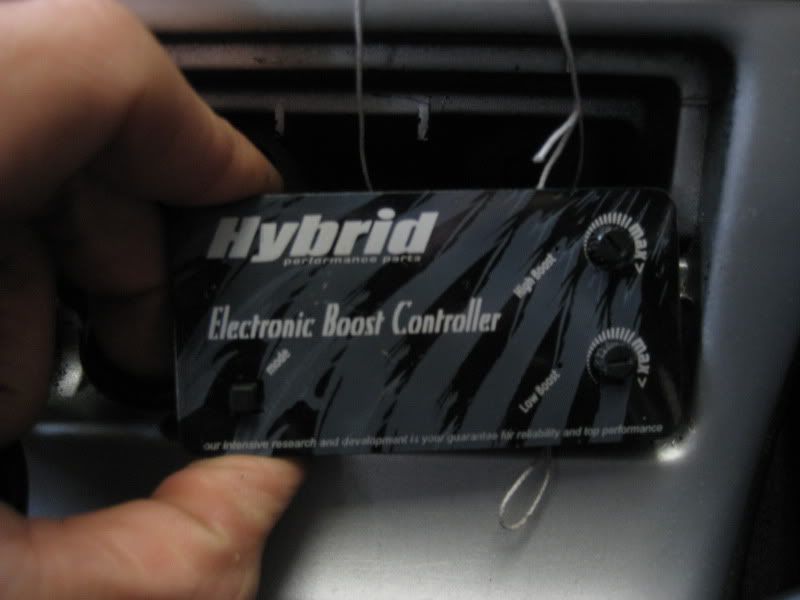 Hybrid
performance parts
High Boost
max >
Electronic Boost Controller
mode
Low Boost
max >
our intensive research and development is your guarantee for reliability and top performance